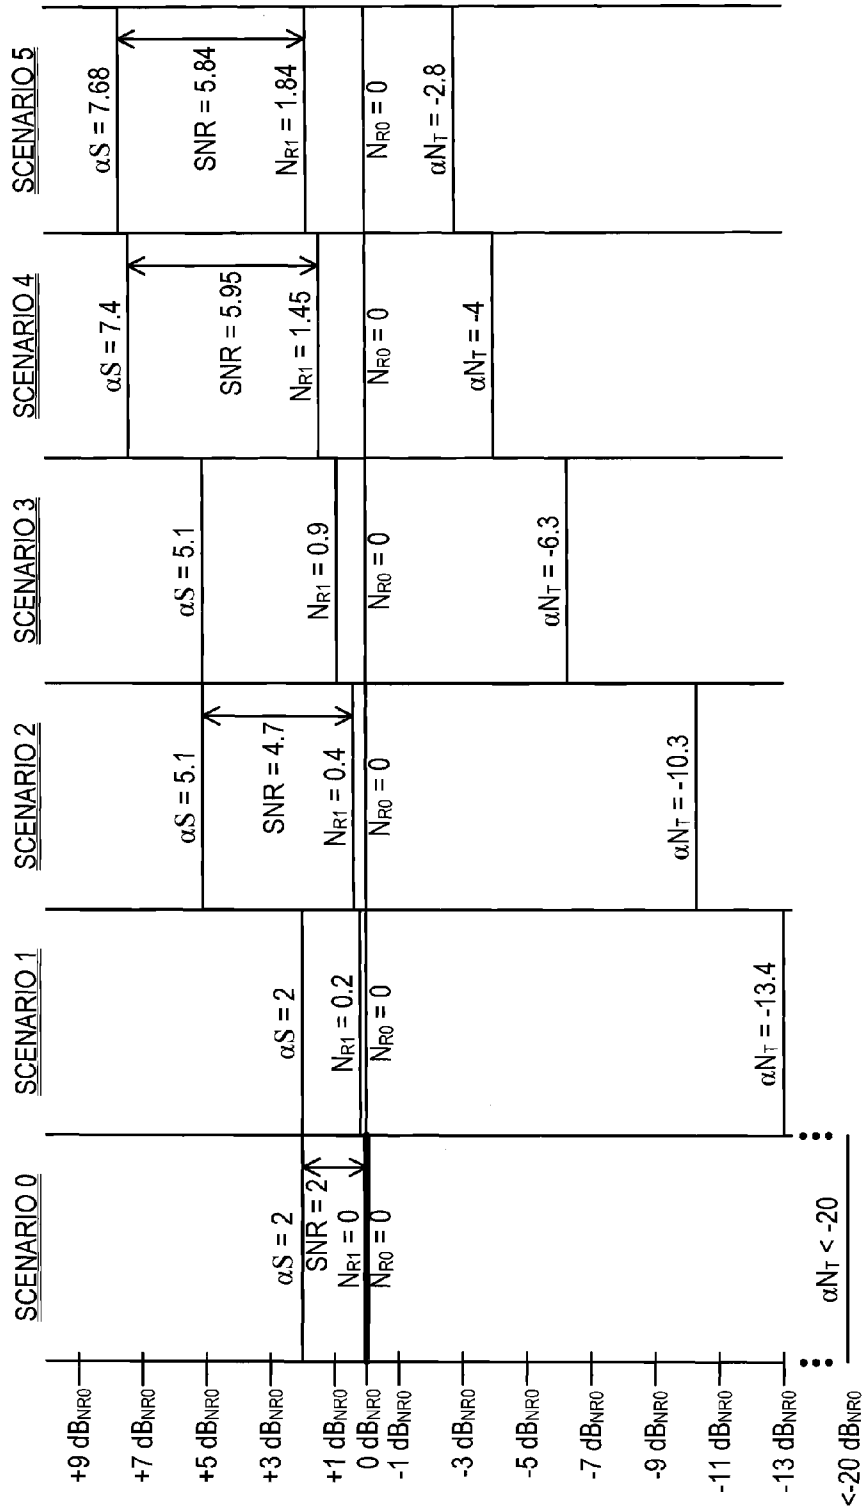 SCENARIO 0
SCENARIO 1
SCENARIO 2
SCENARIO 3
SCENARIO 4
SCENARIO 5
+9 dBNR0
+7 dBNR0
+5 dBNR0
+3 dBNR0
+1 dBNR0
0 dBNR0
-1 dBNR0
-3 dBNR0
-5 dBNR0
-7 dBNR0
-9 dBNR0
-11 dBNR0
-13 dBNR0
<-20 dBNR0
αS = 2
SNR = 2
NR1 = 0
NR0 = 0
αNT < -20
αS = 2
NR1 = 0.2
NR0 = 0
αNT = -13.4
αS = 5.1
SNR = 4.7
NR1 = 0.4
NR0 = 0
αNT = -10.3
αS = 5.1
NR1 = 0.9
NR0 = 0
αNT = -6.3
αS = 7.4
SNR = 5.95
NR1 = 1.45
NR0 = 0
αNT = -4
αS = 7.68
SNR = 5.84
NR1 = 1.84
NR0 = 0
αNT = -2.8